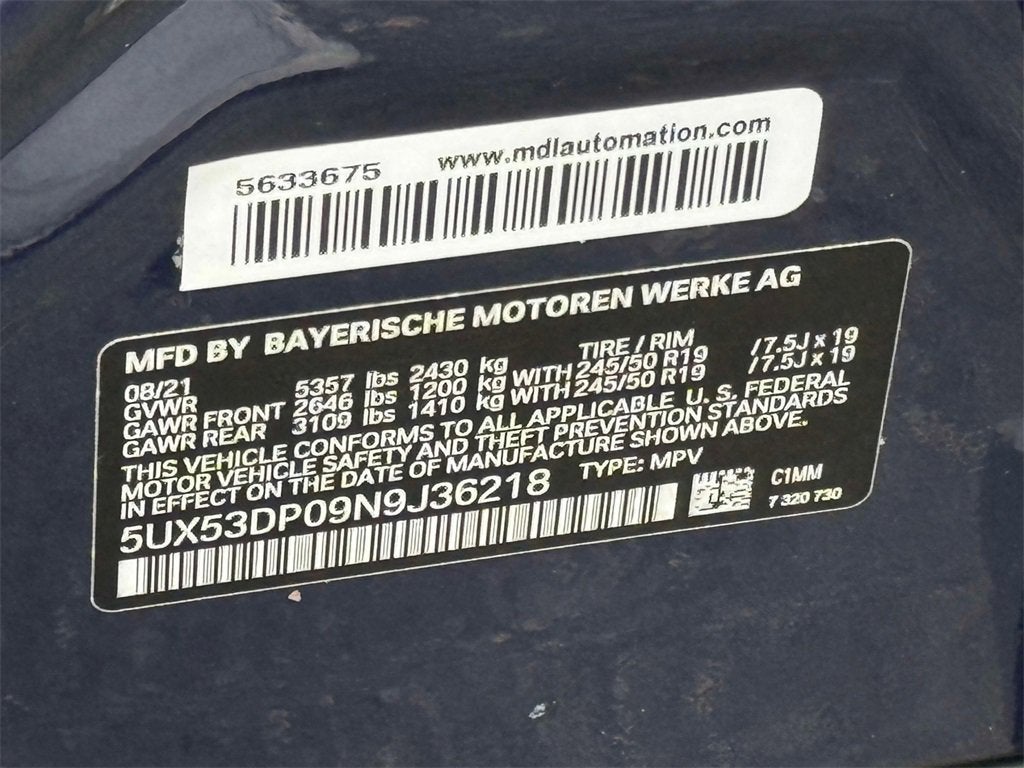 5633675 www.mdlautomation.com
MFD BY BAYERISCHE MOTOREN WERKE AG
08/21 TIRE / RIM
GVWR 5357 lbs 2430 kg
GAWR FRONT 2646 lbs 1200 kg WITH 245/50 R19 /7.5J x 19
GAWR REAR 3109 lbs 1410 kg WITH 245/50 R19 /7.5J x 19
THIS VEHICLE CONFORMS TO ALL APPLICABLE U.S. FEDERAL
MOTOR VEHICLE SAFETY AND THEFT PREVENTION STANDARDS
IN EFFECT ON THE DATE OF MANUFACTURE SHOWN ABOVE.
5UX53DP09N9J36218 TYPE: MPV
C1MM
7 320 730